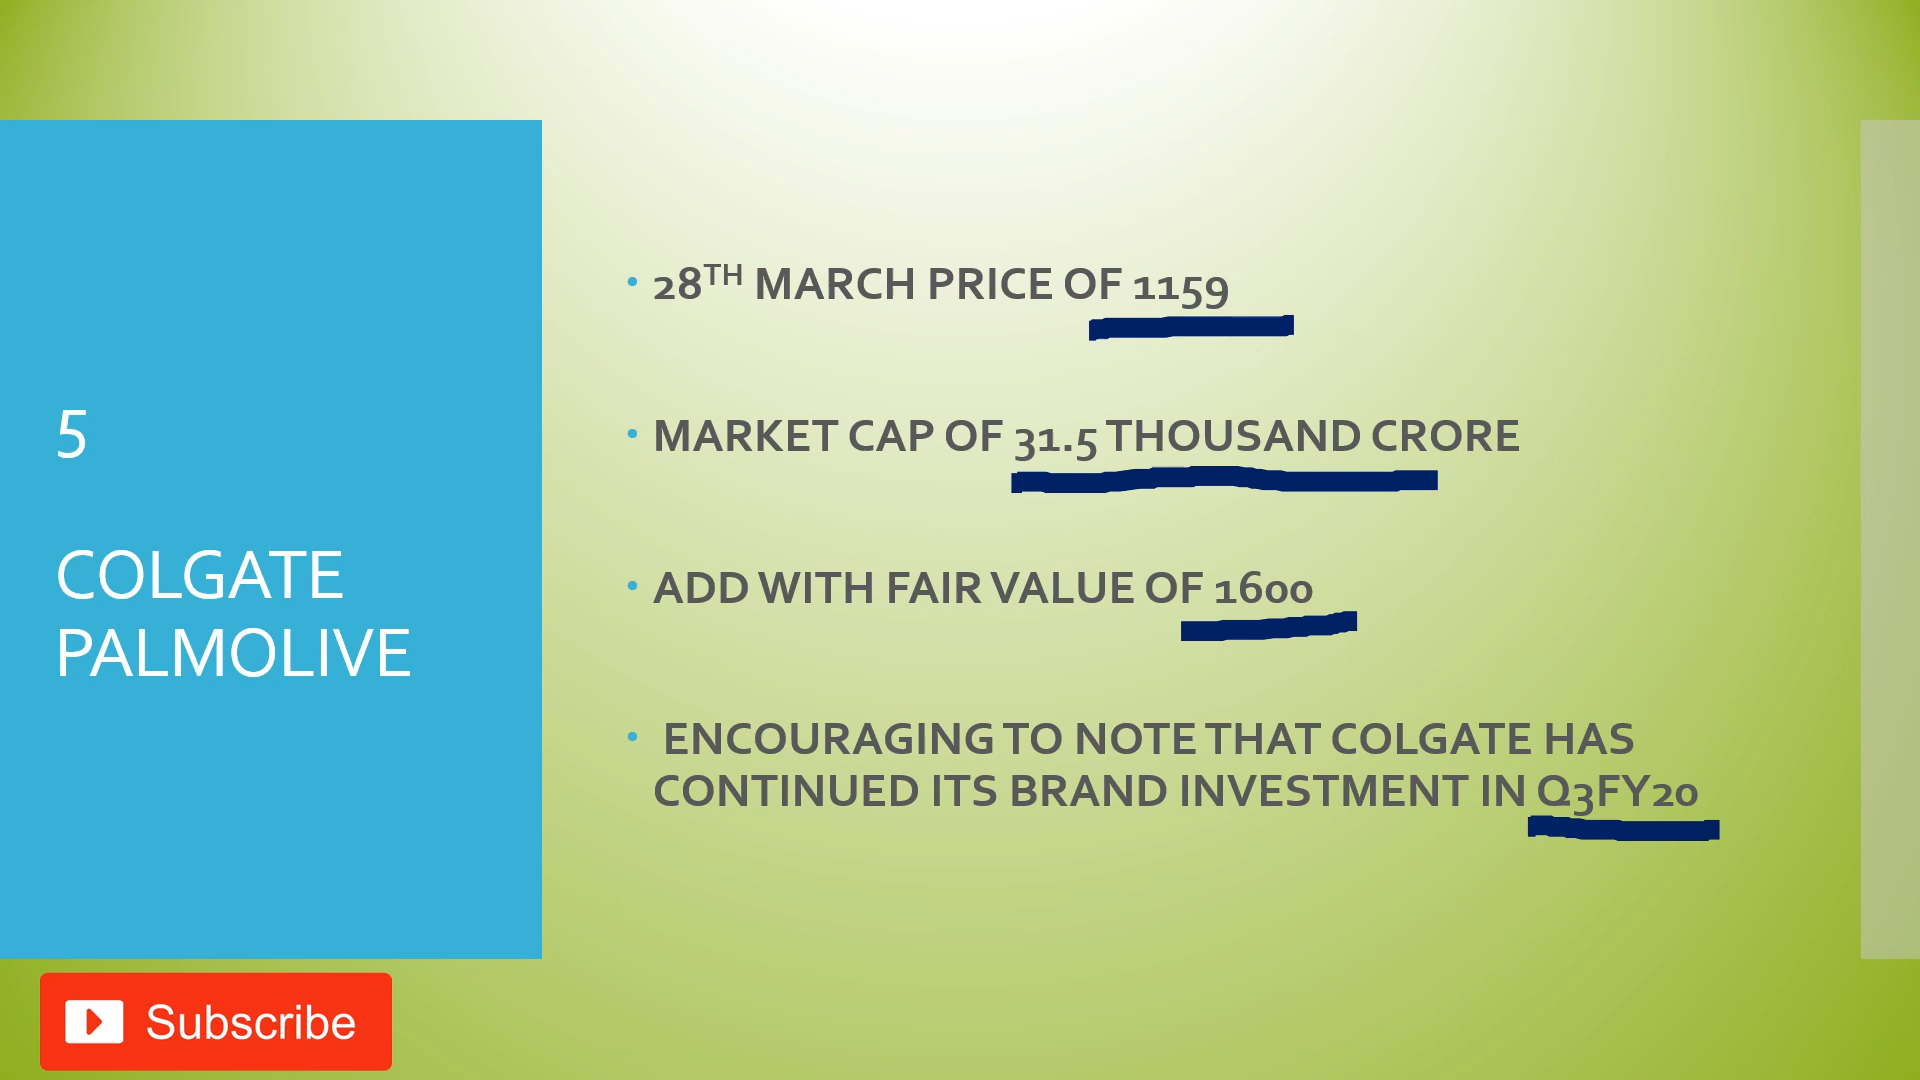 5
COLGATE
PALMOLIVE
• 28TH MARCH PRICE OF 1159
• MARKET CAP OF 31.5 THOUSAND CRORE
• ADD WITH FAIR VALUE OF 1600
• ENCOURAGING TO NOTE THAT COLGATE HAS
CONTINUED ITS BRAND INVESTMENT IN Q3FY20
Subscribe